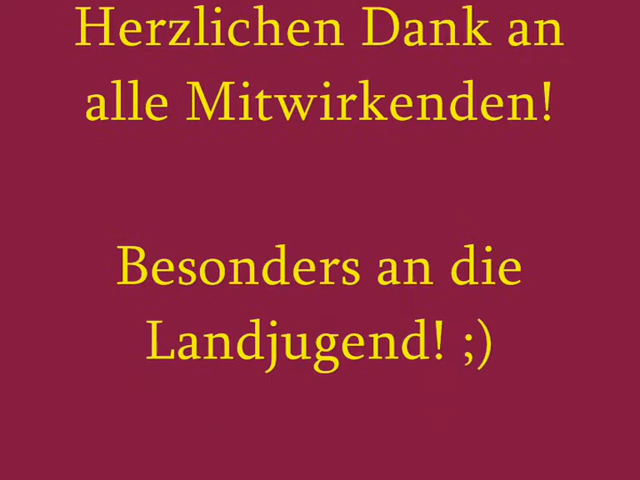 Herzlichen Dank an
alle Mitwirkenden!
Besonders an die
Landjugend! ;)